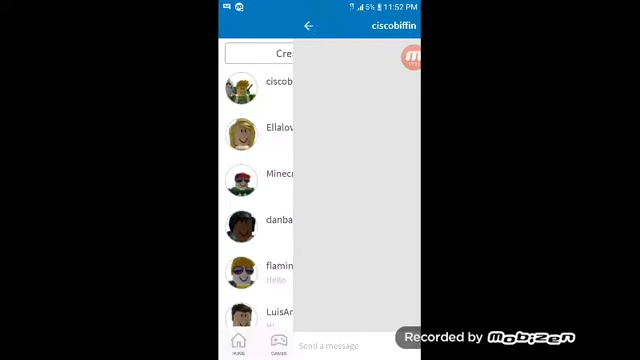 5% 11:52 PM
ciscobiffin
Cre
ciscob
Ellalov
Minecr
danba
flamin
Hello
LuisAr
Hi
HOME
GAMES
Send a message
Recorded by Mobizen